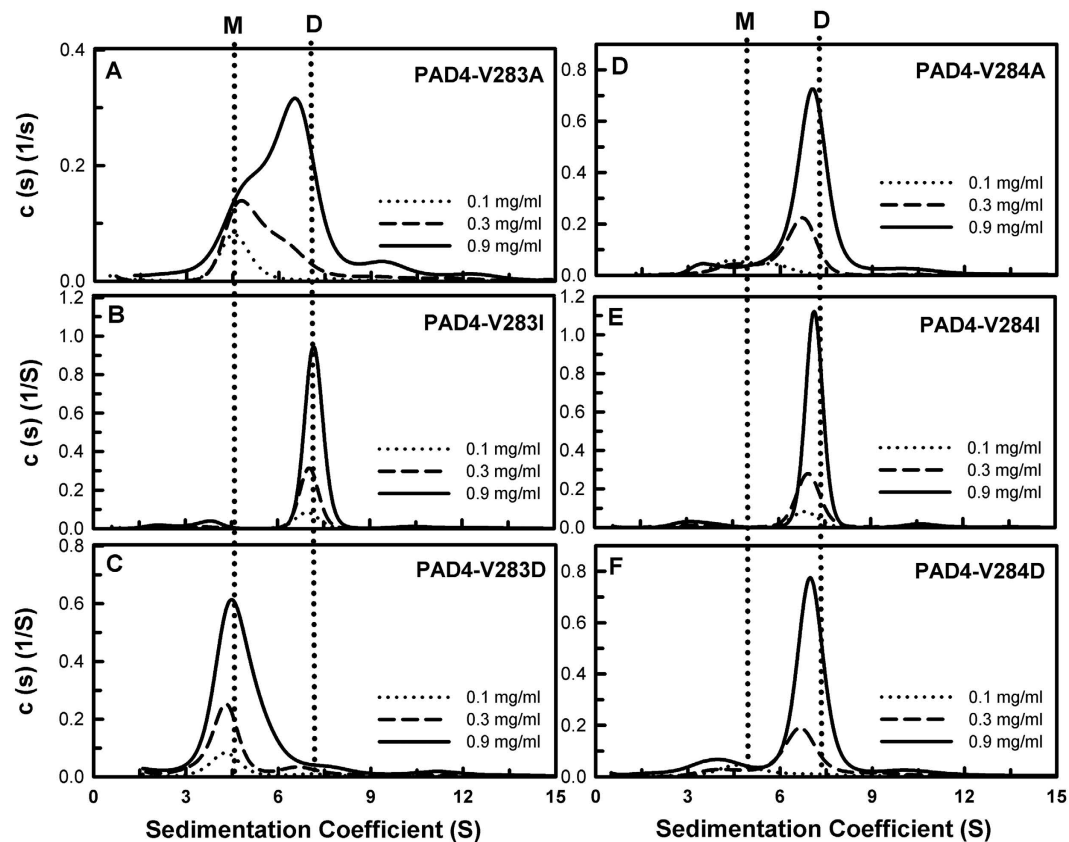 M D
A
PAD4-V283A
0.4
0.2
0.0
c (s) (1/s)
0.1 mg/ml
0.3 mg/ml
0.9 mg/ml
B
PAD4-V283I
1.2
1.0
0.8
0.6
0.4
0.2
0.0
c (s) (1/S)
0.1 mg/ml
0.3 mg/ml
0.9 mg/ml
C
PAD4-V283D
0.8
0.6
0.4
0.2
0.0
c (s) (1/S)
0.1 mg/ml
0.3 mg/ml
0.9 mg/ml
0 3 6 9 12 15
Sedimentation Coefficient (S)
M D
D
PAD4-V284A
0.8
0.6
0.4
0.2
0.0
0.1 mg/ml
0.3 mg/ml
0.9 mg/ml
E
PAD4-V284I
1.2
1.0
0.8
0.6
0.4
0.2
0.0
0.1 mg/ml
0.3 mg/ml
0.9 mg/ml
F
PAD4-V284D
0.8
0.6
0.4
0.2
0.0
0.1 mg/ml
0.3 mg/ml
0.9 mg/ml
0 3 6 9 12 15
Sedimentation Coefficient (S)